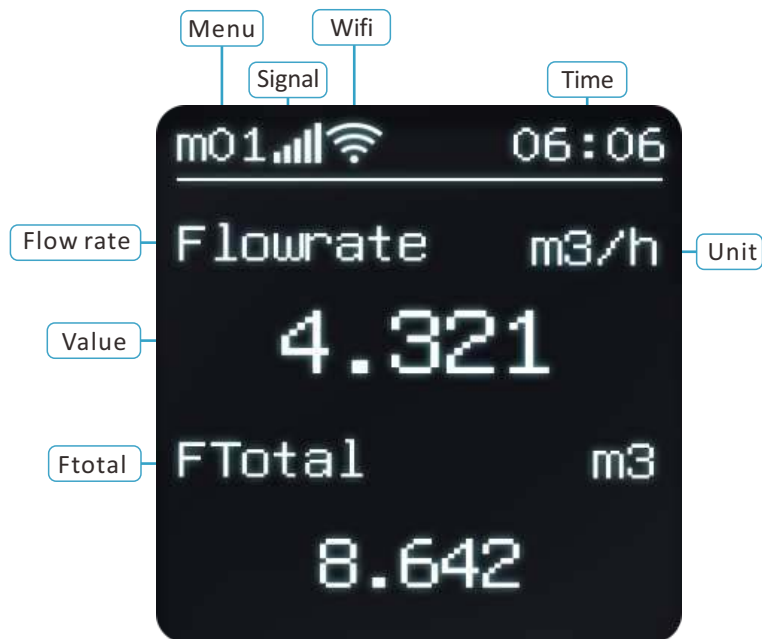 Menu
Wifi
Signal
Time
m01
06:06
Flow rate
Flowrate
m3/h
Unit
Value
4.321
Ftotal
FTotal
m3
8.642